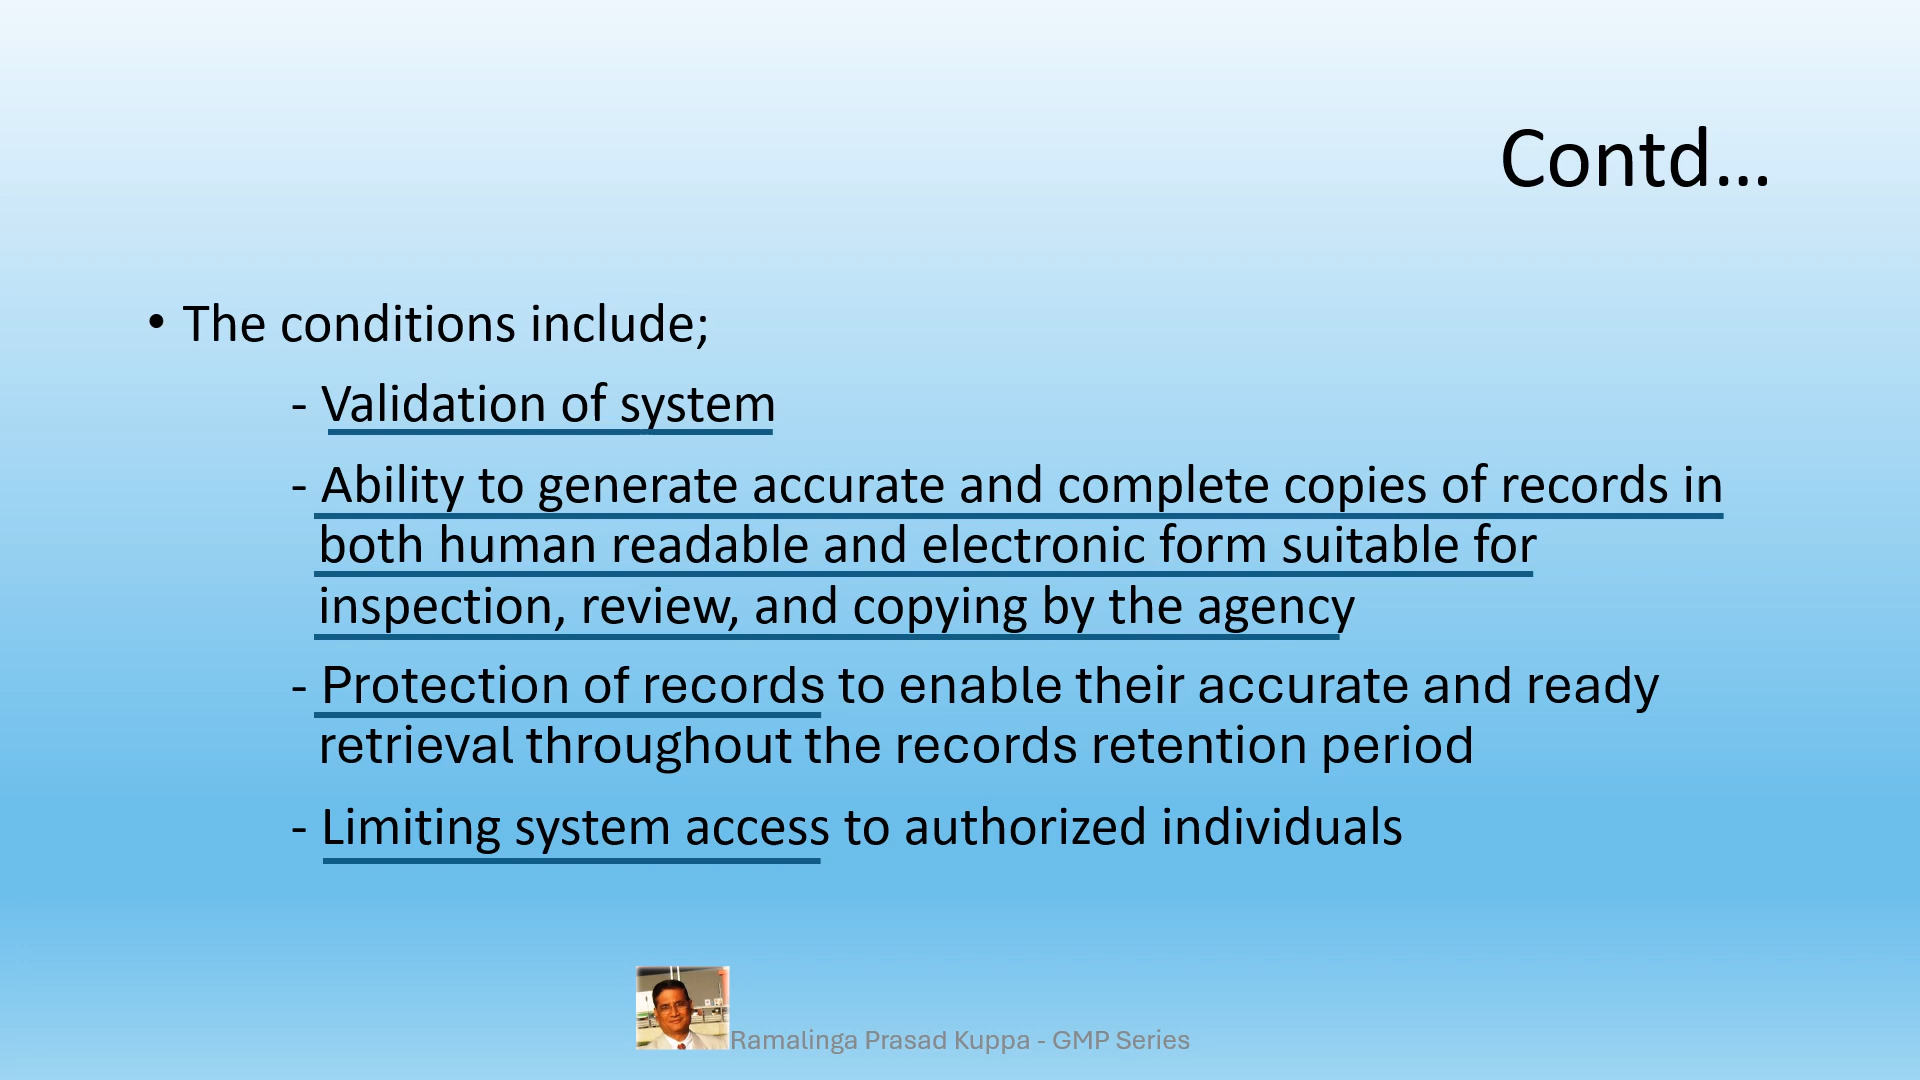 Contd...
• The conditions include;
- Validation of system
- Ability to generate accurate and complete copies of records in
both human readable and electronic form suitable for
inspection, review, and copying by the agency
- Protection of records to enable their accurate and ready
retrieval throughout the records retention period
- Limiting system access to authorized individuals
Ramalinga Prasad Kuppa - GMP Series